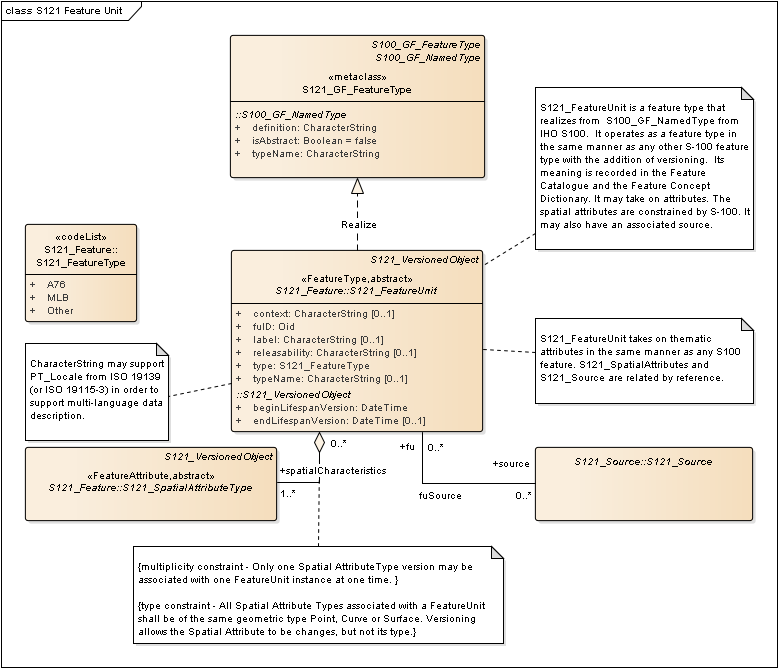 class S121 Feature Unit
S100_GF_FeatureType
S100_GF_NamedType
«metaclass»
S121_GF_FeatureType
::S100_GF_NamedType
+ definition: CharacterString
+ isAbstract: Boolean = false
+ typeName: CharacterString
S121_FeatureUnit is a feature type that
realizes from S100_GF_NamedType from
IHO S100. It operates as a feature type in
the same manner as any other S-100 feature
type with the addition of versioning. Its
meaning is recorded in the Feature
Catalogue and the Feature Concept
Dictionary. It may take on attributes. The
spatial attributes are constrained by S-100. It
may also have an associated source.
Realize
«codeList»
S121_Feature::
S121_FeatureType
+ A76
+ MLB
+ Other
S121_VersionedObject
«FeatureType,abstract»
S121_Feature::S121_FeatureUnit
+ context: CharacterString [0..1]
+ fuID: Oid
+ label: CharacterString [0..1]
+ releasability: CharacterString [0..1]
+ type: S121_FeatureType
+ typeName: CharacterString [0..1]
::S121_VersionedObject
+ beginLifespanVersion: DateTime
+ endLifespanVersion: DateTime [0..1]
S121_FeatureUnit takes on thematic
attributes in the same manner as any S100
feature. S121_SpatialAttributes and
S121_Source are related by reference.
CharacterString may support
PT_Locale from ISO 19139
(or ISO 19115-3) in order to
support multi-language data
description.
0..*
+fu
0..*
+spatialCharacteristics
1..*
+source
fuSource
0..*
S121_VersionedObject
«FeatureAttribute,abstract»
S121_Feature::S121_SpatialAttributeType
S121_Source::S121_Source
{multiplicity constraint - Only one Spatial AttributeType version may be
associated with one FeatureUnit instance at one time. }
{type constraint - All Spatial Attribute Types associated with a FeatureUnit
shall be of the same geometric type Point, Curve or Surface. Versioning
allows the Spatial Attribute to be changes, but not its type.}